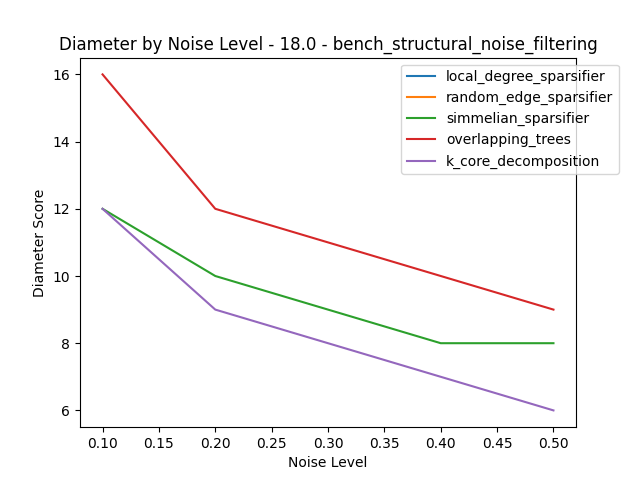 Diameter by Noise Level - 18.0 - bench_structural_noise_filtering
local_degree_sparsifier
random_edge_sparsifier
simmelian_sparsifier
overlapping_trees
k_core_decomposition
Diameter Score
16
14
12
10
8
6
0.10 0.15 0.20 0.25 0.30 0.35 0.40 0.45 0.50
Noise Level